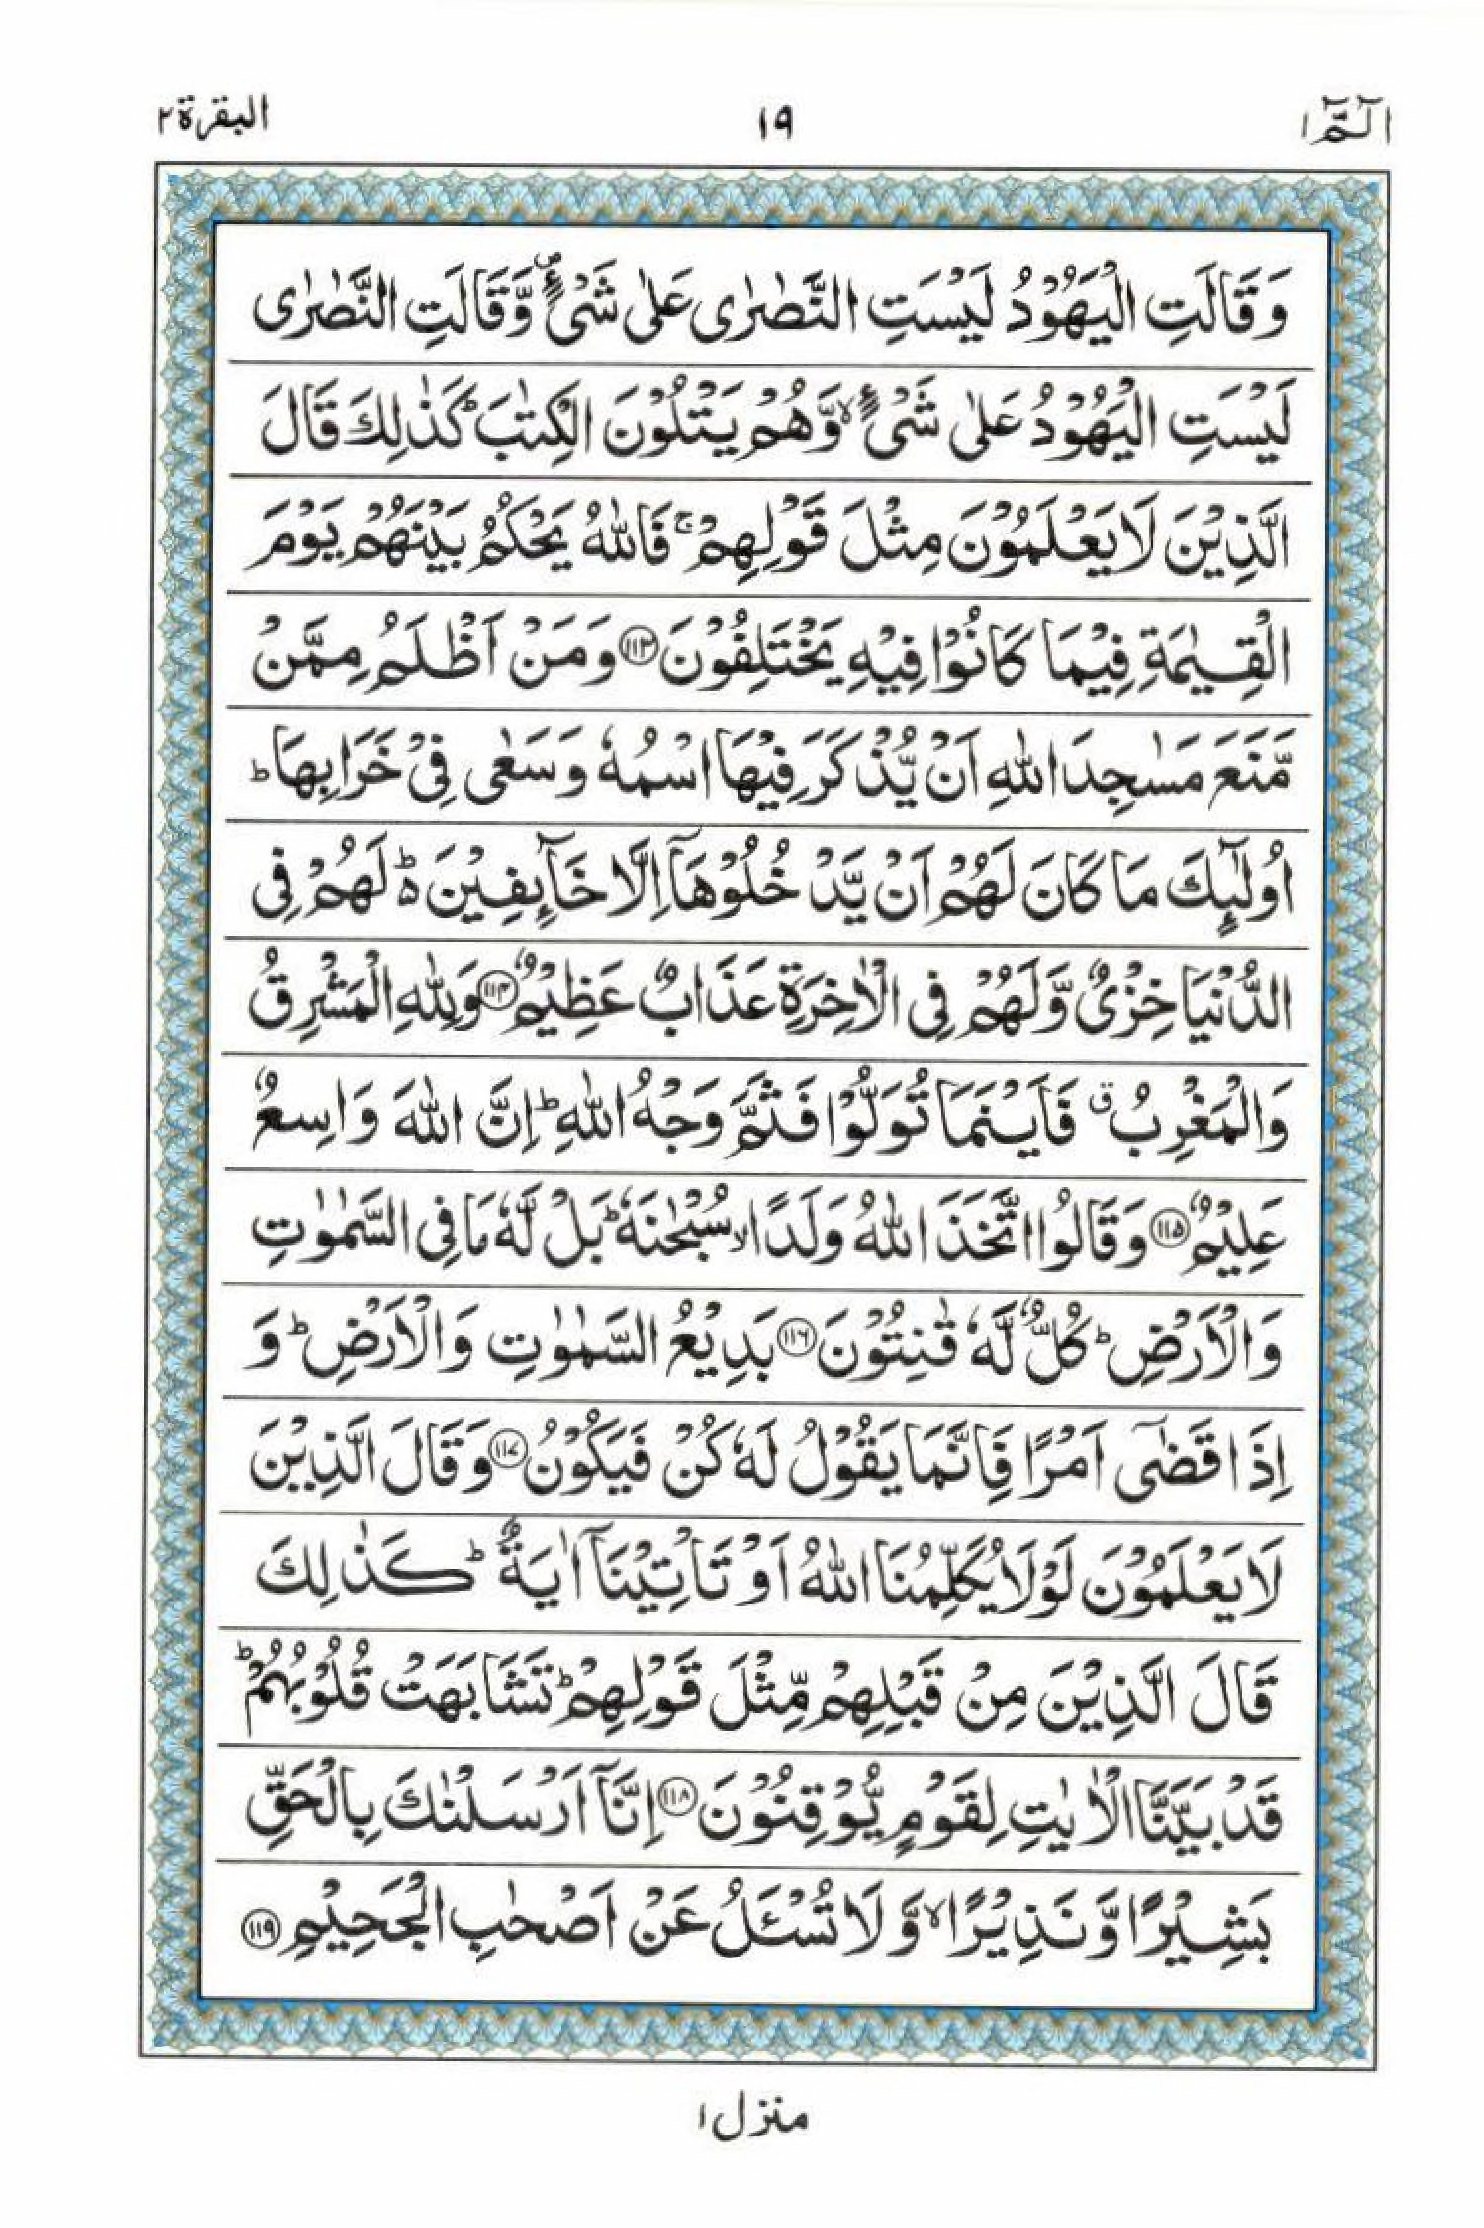 الٓمّٓ ١
١٩
البقرة ٢
وَقَالَتِ الْيَهُوْدُ لَيْسَتِ النَّصٰرٰى عَلٰى شَىْءٍ ۪ وَّقَالَتِ النَّصٰرٰى
لَيْسَتِ الْيَهُوْدُ عَلٰى شَىْءٍ ۙ وَّهُمْ يَتْلُوْنَ الْكِتٰبَ ؕ كَذٰلِكَ قَالَ
الَّذِيْنَ لَا يَعْلَمُوْنَ مِثْلَ قَوْلِهِمْ ۚ فَاللّٰهُ يَحْكُمُ بَيْنَهُمْ يَوْمَ
الْقِيٰمَةِ فِيْمَا كَانُوْا فِيْهِ يَخْتَلِفُوْنَ ﴿١١٣﴾ وَمَنْ اَظْلَمُ مِمَّنْ
مَّنَعَ مَسٰجِدَ اللّٰهِ اَنْ يُّذْكَرَ فِيْهَا اسْمُهٗ وَسَعٰى فِىْ خَرَابِهَا ؕ
اُولٰٓئِكَ مَا كَانَ لَهُمْ اَنْ يَّدْخُلُوْهَآ اِلَّا خَآئِفِيْنَ ۬ؕ لَهُمْ فِى
الدُّنْيَا خِزْىٌ وَّلَهُمْ فِى الْاٰخِرَةِ عَذَابٌ عَظِيْمٌ ﴿١١٤﴾ وَلِلّٰهِ الْمَشْرِقُ
وَالْمَغْرِبُ ۗ فَاَيْنَمَا تُوَلُّوْا فَثَمَّ وَجْهُ اللّٰهِ ؕ اِنَّ اللّٰهَ وَاسِعٌ
عَلِيْمٌ ﴿١١٥﴾ وَقَالُوا اتَّخَذَ اللّٰهُ وَلَدًا ۙ سُبْحٰنَهٗ ؕ بَلْ لَّهٗ مَا فِى السَّمٰوٰتِ
وَالْاَرْضِ ؕ كُلٌّ لَّهٗ قٰنِتُوْنَ ﴿١١٦﴾ بَدِيْعُ السَّمٰوٰتِ وَالْاَرْضِ ؕ وَ
اِذَا قَضٰٓى اَمْرًا فَاِنَّمَا يَقُوْلُ لَهٗ كُنْ فَيَكُوْنُ ﴿١١٧﴾ وَقَالَ الَّذِيْنَ
لَا يَعْلَمُوْنَ لَوْلَا يُكَلِّمُنَا اللّٰهُ اَوْ تَاْتِيْنَآ اٰيَةٌ ؕ كَذٰلِكَ
قَالَ الَّذِيْنَ مِنْ قَبْلِهِمْ مِّثْلَ قَوْلِهِمْ ؕ تَشَابَهَتْ قُلُوْبُهُمْ ؕ
قَدْ بَيَّنَّا الْاٰيٰتِ لِقَوْمٍ يُّوْقِنُوْنَ ﴿١١٨﴾ اِنَّآ اَرْسَلْنٰكَ بِالْحَقِّ
بَشِيْرًا وَّنَذِيْرًا ۙ وَّلَا تُسْـَٔلُ عَنْ اَصْحٰبِ الْجَحِيْمِ ﴿١١٩﴾
منزل ١